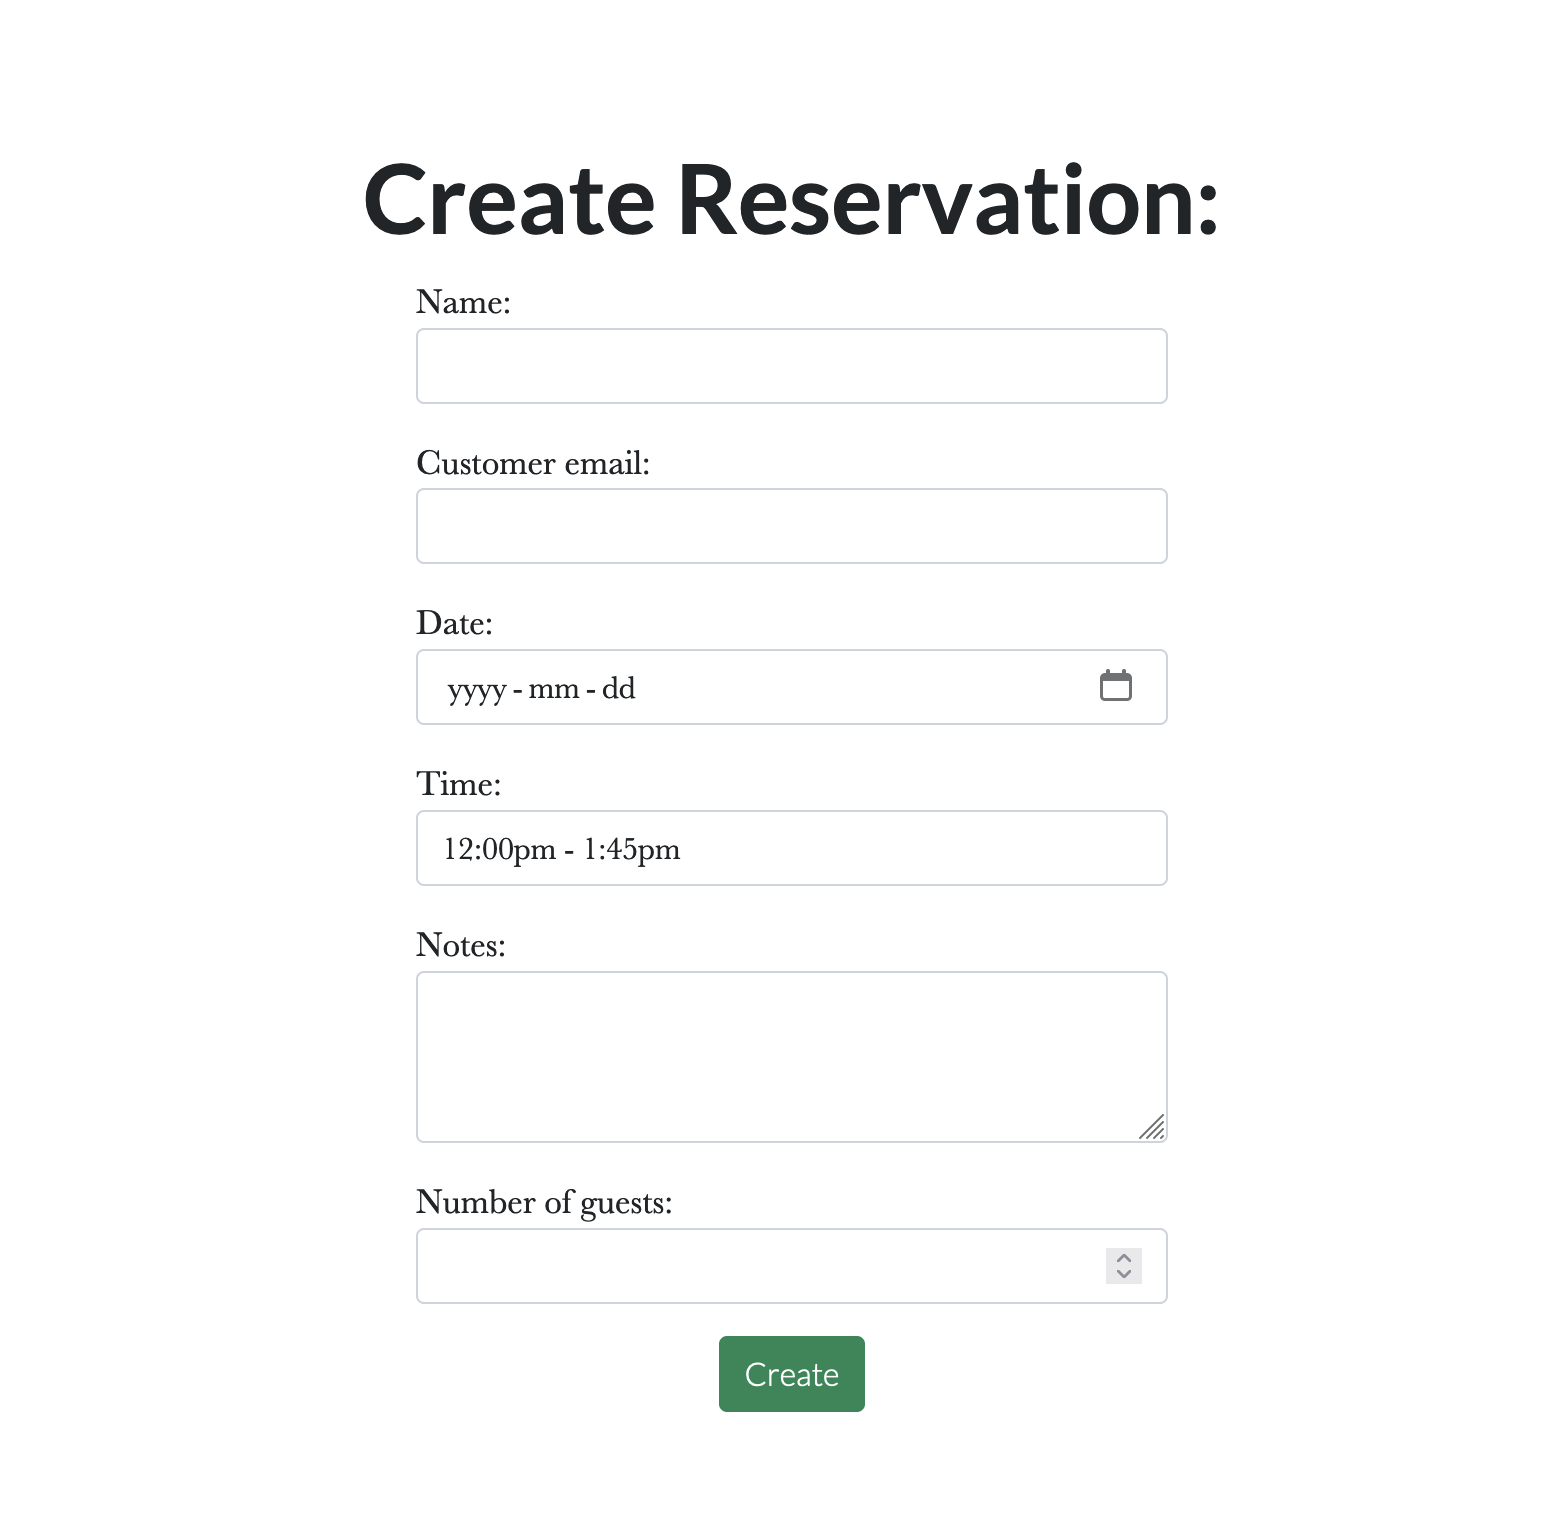 Create Reservation:
Name:
Customer email:
Date:
yyyy-mm-dd
Time:
12:00pm - 1:45pm
Notes:
Number of guests:
Create